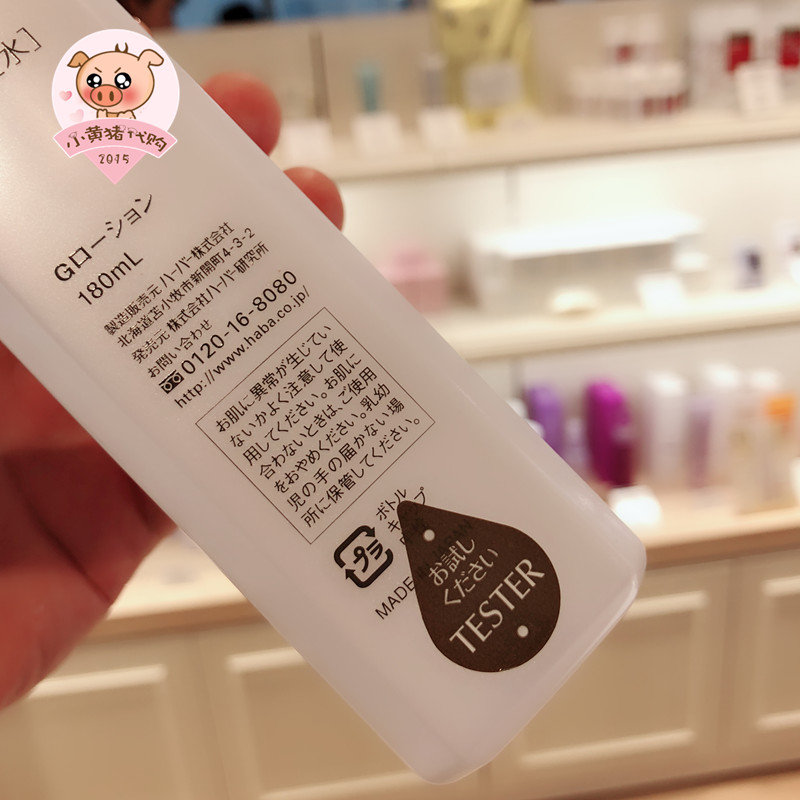 水]
小黄猪代购
2015
Gローション
180mL
製造販売元 ハーバー株式会社
北海道苫小牧市新開町4-3-2
発売元 株式会社ハーバー研究所
お問い合わせ
0120-16-8080
http://www.haba.co.jp/
お肌に異常が生じてい
ないかよく注意して使
用してください。お肌に
合わないときは、ご使用
をおやめください。乳幼
児の手の届かない場
所に保管してください。
プラ
ボトル
キャップ
MADE
お試し
ください
TESTER